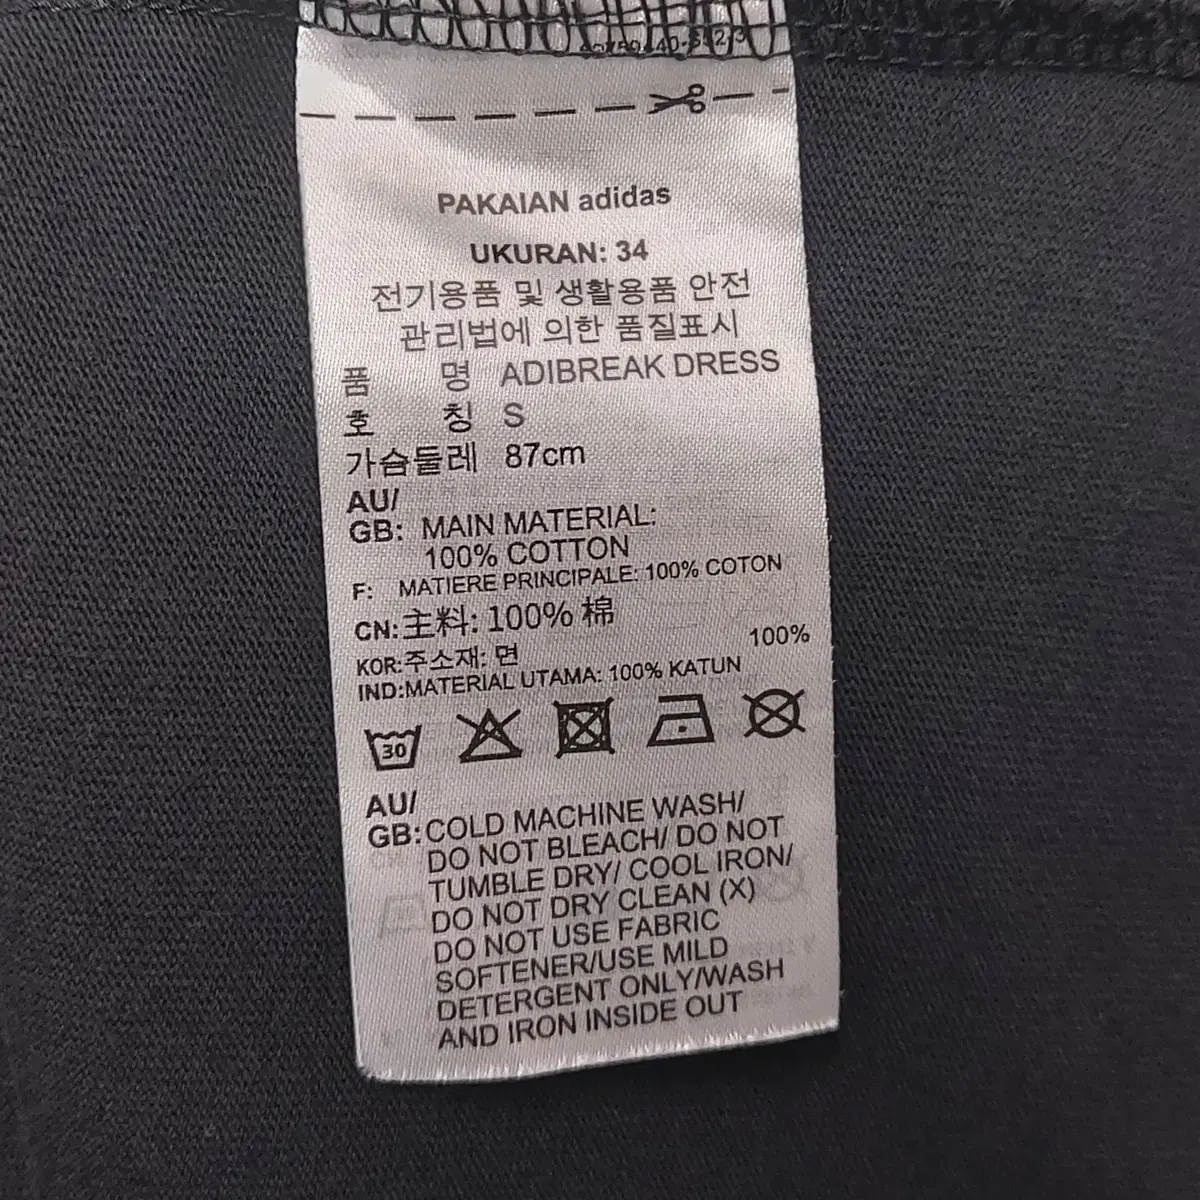 PAKAIAN adidas
UKURAN: 34
전기용품 및 생활용품 안전
관리법에 의한 품질표시
품 명 ADIBREAK DRESS
호 칭 S
가슴둘레 87cm
AU/
GB: MAIN MATERIAL:
100% COTTON
F: MATIERE PRINCIPALE: 100% COTON
CN:主料: 100% 棉
KOR:주소재: 면 100%
IND:MATERIAL UTAMA: 100% KATUN
30
AU/
GB:COLD MACHINE WASH/
DO NOT BLEACH/ DO NOT
TUMBLE DRY/ COOL IRON/
DO NOT DRY CLEAN (X)
DO NOT USE FABRIC
SOFTENER/USE MILD
DETERGENT ONLY/WASH
AND IRON INSIDE OUT